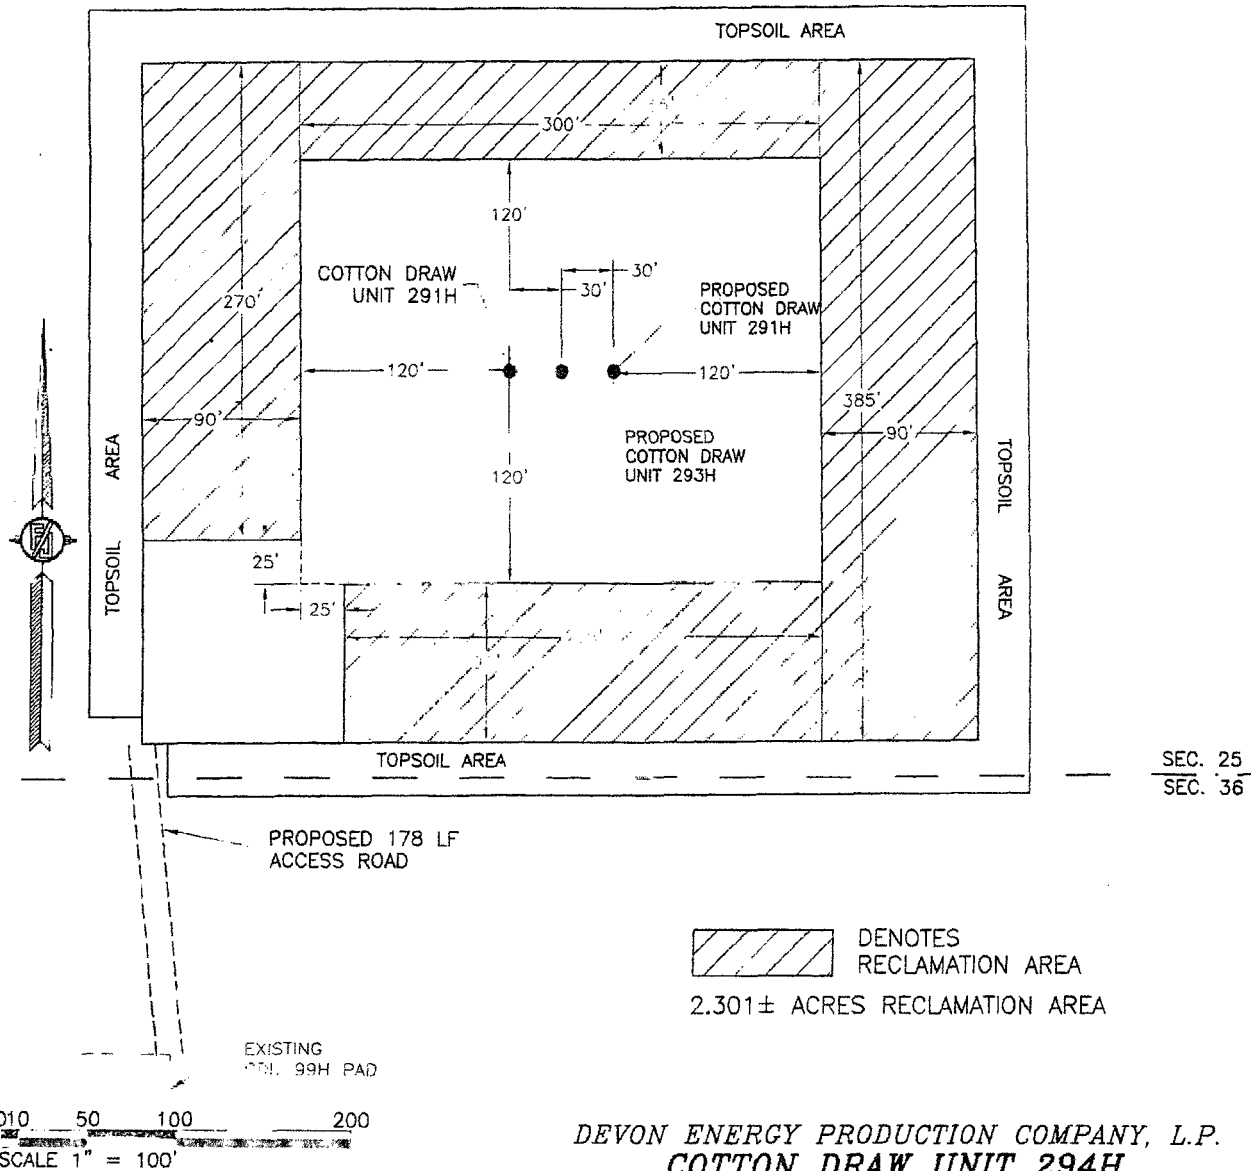 TOPSOIL AREA
300'
120'
COTTON DRAW
UNIT 291H
30'
30'
PROPOSED
COTTON DRAW
UNIT 291H
270'
120'
120'
385'
90'
90'
PROPOSED
COTTON DRAW
UNIT 293H
120'
TOPSOIL AREA
TOPSOIL AREA
25'
25'
TOPSOIL AREA
SEC. 25
SEC. 36
PROPOSED 178 LF
ACCESS ROAD
DENOTES
RECLAMATION AREA
2.301± ACRES RECLAMATION AREA
EXISTING
99H PAD
010 50 100 200
SCALE 1" = 100'
DEVON ENERGY PRODUCTION COMPANY, L.P.
COTTON DRAW UNIT 294H